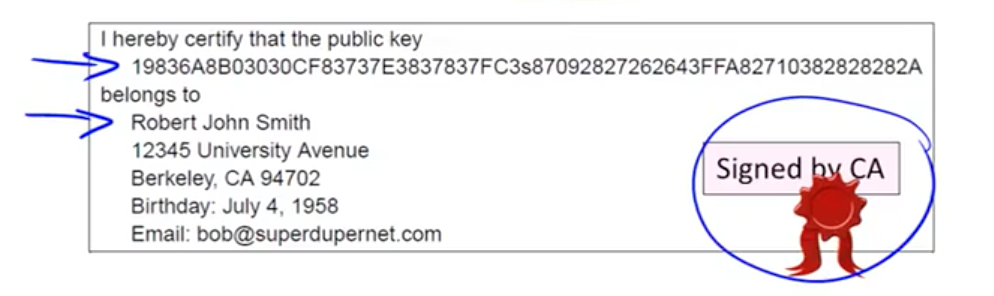 I hereby certify that the public key
19836A8B03030CF83737E3837837FC3s87092827262643FFA82710382828282A
belongs to
Robert John Smith
12345 University Avenue
Berkeley, CA 94702
Birthday: July 4, 1958
Email: bob@superdupernet.com
Signed by CA